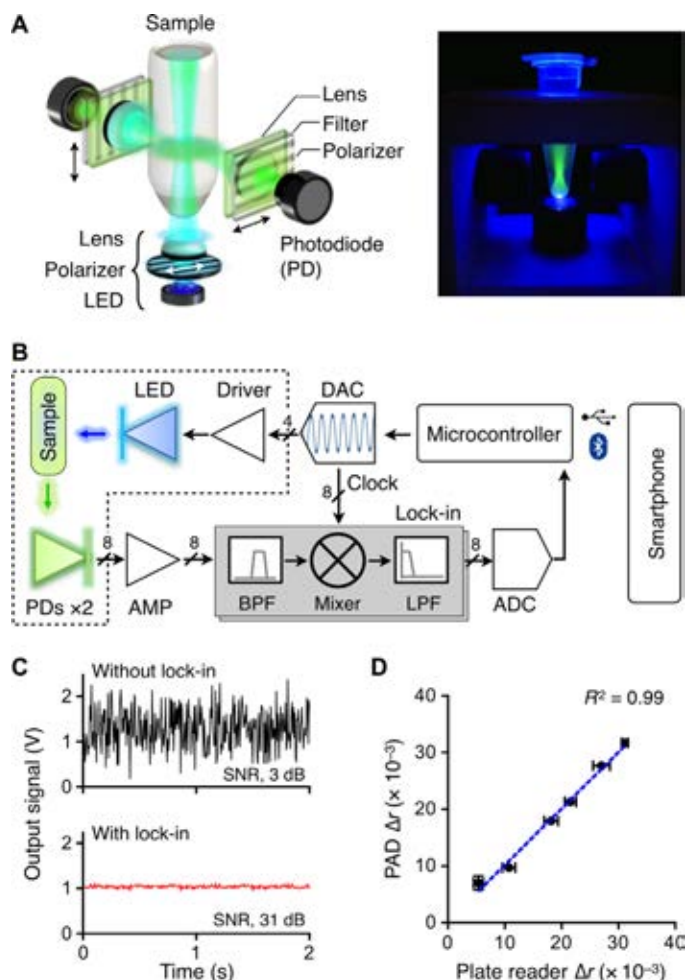 A
Sample
Lens
Filter
Polarizer
Photodiode
(PD)
Lens
Polarizer
LED
B
Sample
LED
Driver
4
DAC
Microcontroller
Smartphone
8
Clock
Lock-in
PDs ×2
8
AMP
8
BPF
Mixer
LPF
8
ADC
C
Output signal (V)
Without lock-in
2
1
0
SNR, 3 dB
With lock-in
2
1
0
SNR, 31 dB
0
1
2
Time (s)
D
PAD Δr (× 10⁻³)
40
30
20
10
0
R² = 0.99
0
10
20
30
40
Plate reader Δr (× 10⁻³)